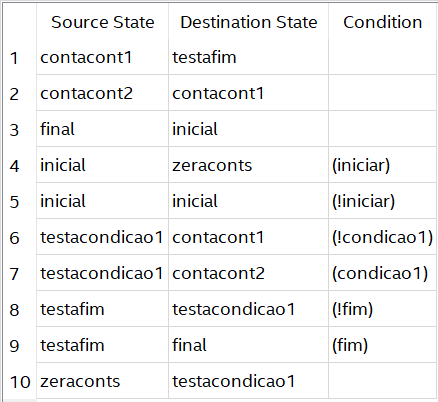 Source State Destination State Condition
1 contacont1 testafim
2 contacont2 contacont1
3 final inicial
4 inicial zeraconts (iniciar)
5 inicial inicial (!iniciar)
6 testacondicao1 contacont1 (!condicao1)
7 testacondicao1 contacont2 (condicao1)
8 testafim testacondicao1 (!fim)
9 testafim final (fim)
10 zeraconts testacondicao1